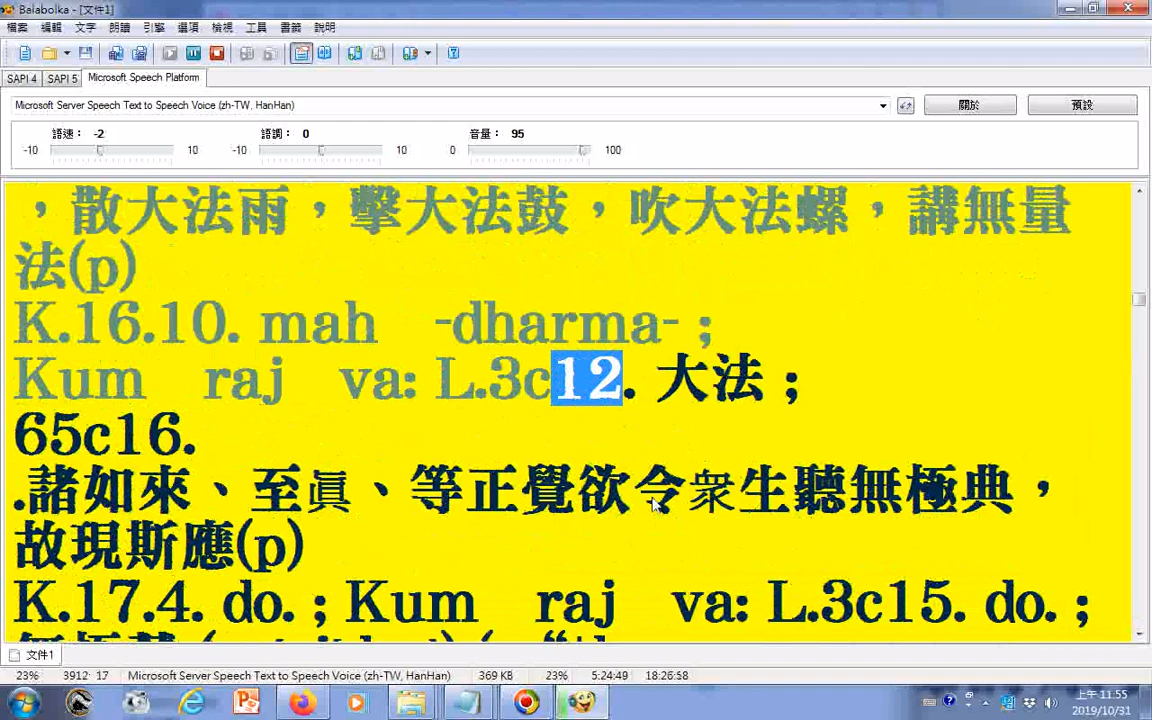 Balabolka - [文件1]
檔案 編輯 文字 朗讀 引擎 選項 檢視 工具 書籤 說明
SAPI 4 SAPI 5 Microsoft Speech Platform
Microsoft Server Speech Text to Speech Voice (zh-TW, HanHan) 關於 預設
語速： -2 語調： 0 音量： 95
-10 10 -10 10 0 100
，散大法雨，擊大法鼓，吹大法螺，講無量
法(p)
K.16.10. mah -dharma- ;
Kum raj va: L.3c12. 大法 ;
65c16.
.諸如來、至眞、等正覺欲令衆生聽無極典，
故現斯應(p)
K.17.4. do. ; Kum raj va: L.3c15. do. ;
文件1
23% 3912: 17 Microsoft Server Speech Text to Speech Voice (zh-TW, HanHan) 369 KB 23% 5:24:49 18:26:58
上午 11:55
2019/10/31